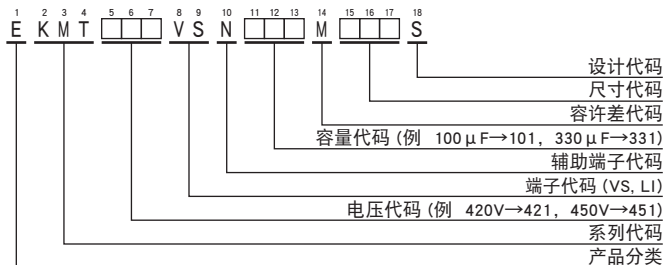 1 2 3 4 5 6 7 8 9 10 11 12 13 14 15 16 17 18
E K M T □□□ V S N □□□ M □□□ S
设计代码
尺寸代码
容许差代码
容量代码 (例 100μF→101, 330μF→331)
辅助端子代码
端子代码 (VS, LI)
电压代码 (例 420V→421, 450V→451)
系列代码
产品分类